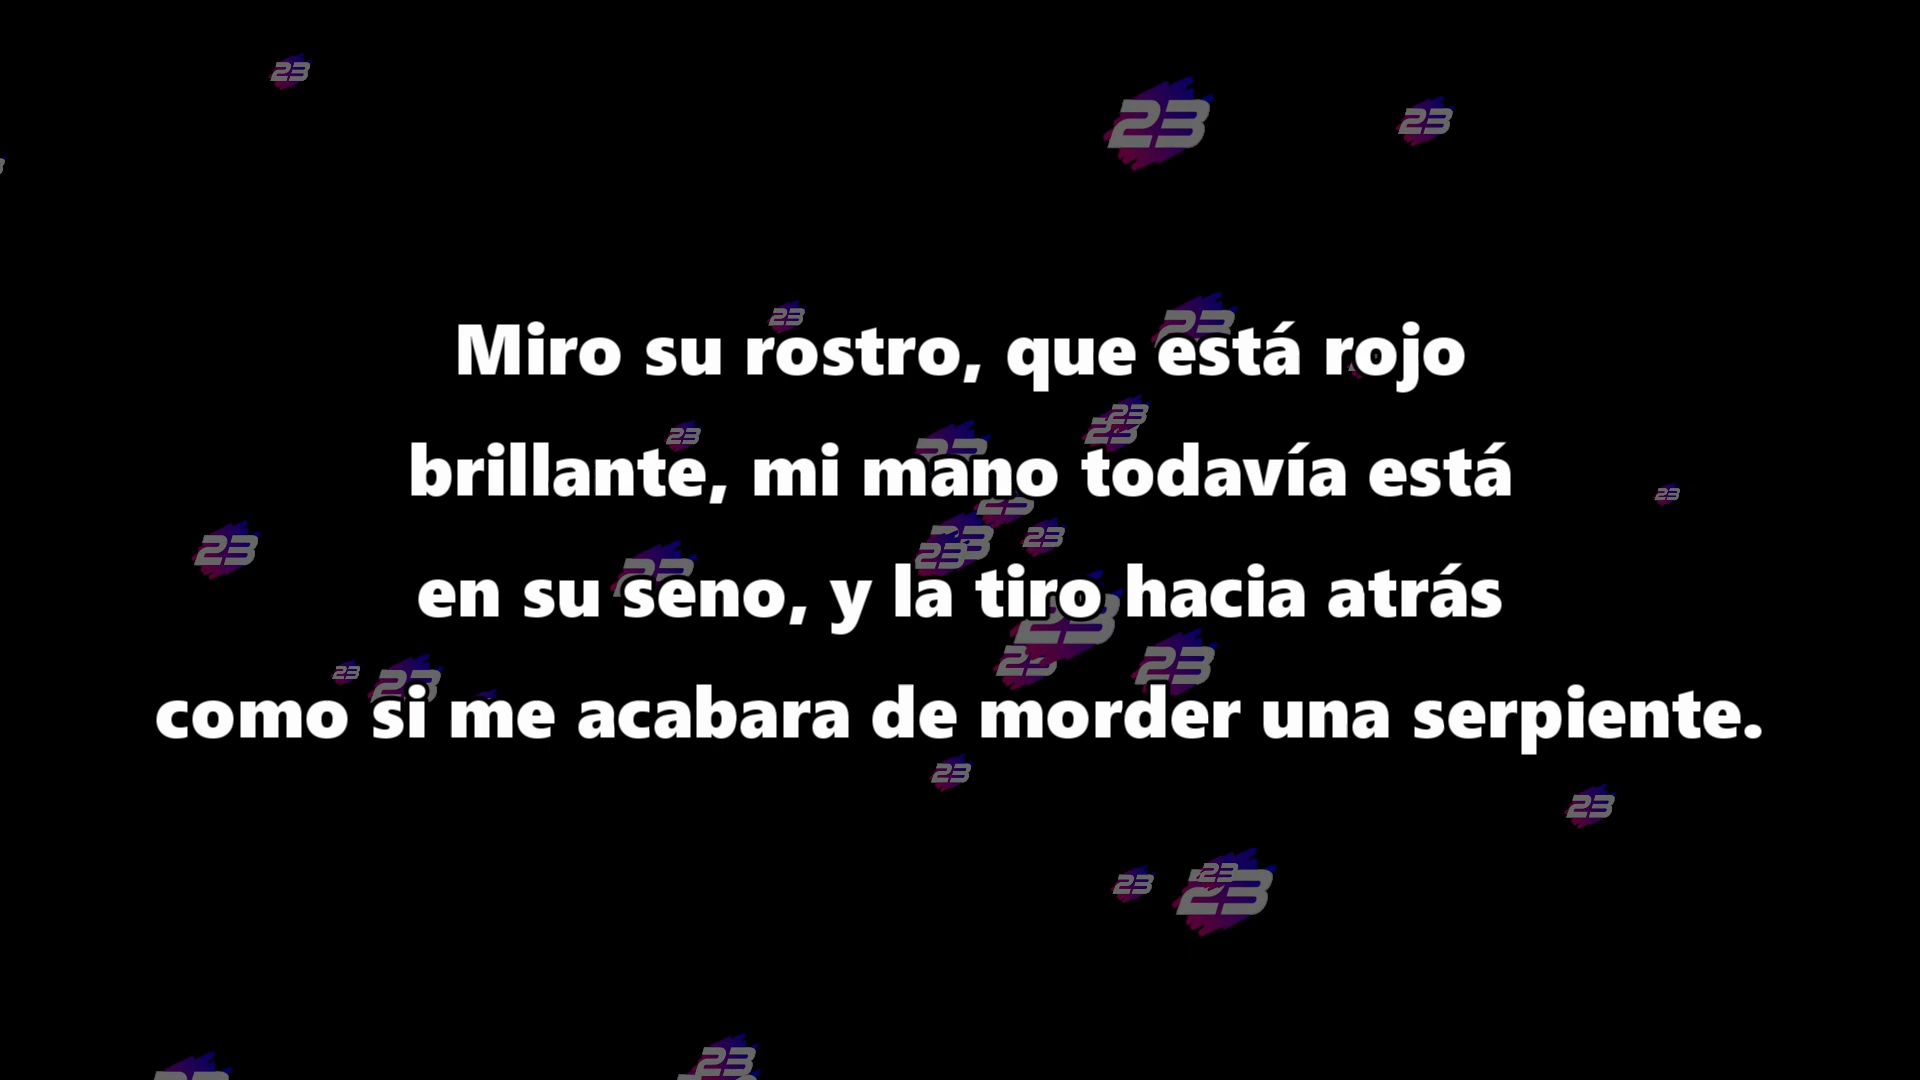 Miro su rostro, que está rojo
brillante, mi mano todavía está
en su seno, y la tiro hacia atrás
como si me acabara de morder una serpiente.
23